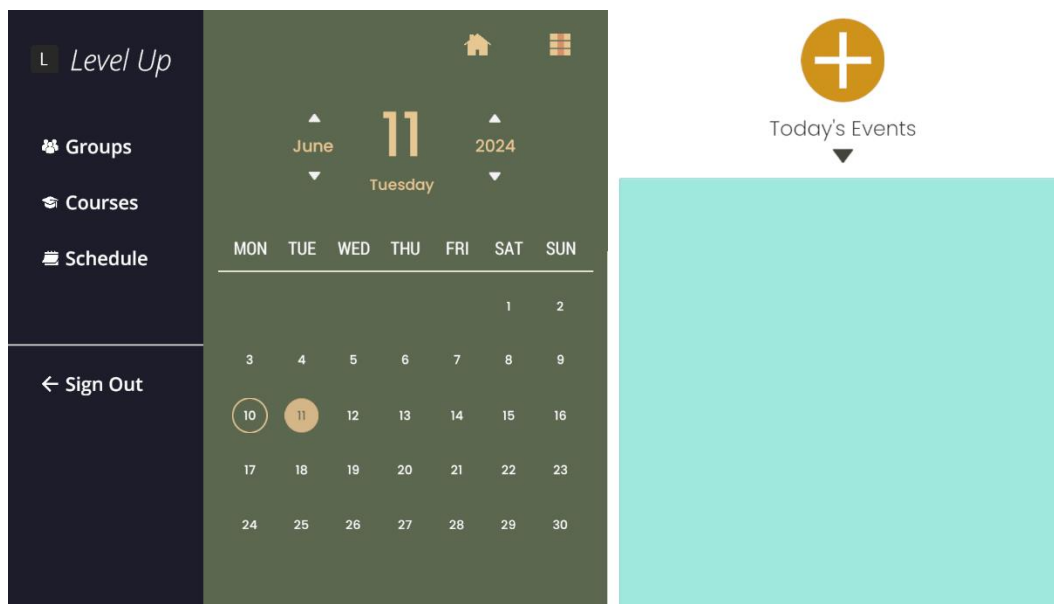 L Level Up
Groups
Courses
Schedule
← Sign Out
June 11 2024
Tuesday
MON TUE WED THU FRI SAT SUN
1 2
3 4 5 6 7 8 9
10 11 12 13 14 15 16
17 18 19 20 21 22 23
24 25 26 27 28 29 30
Today's Events